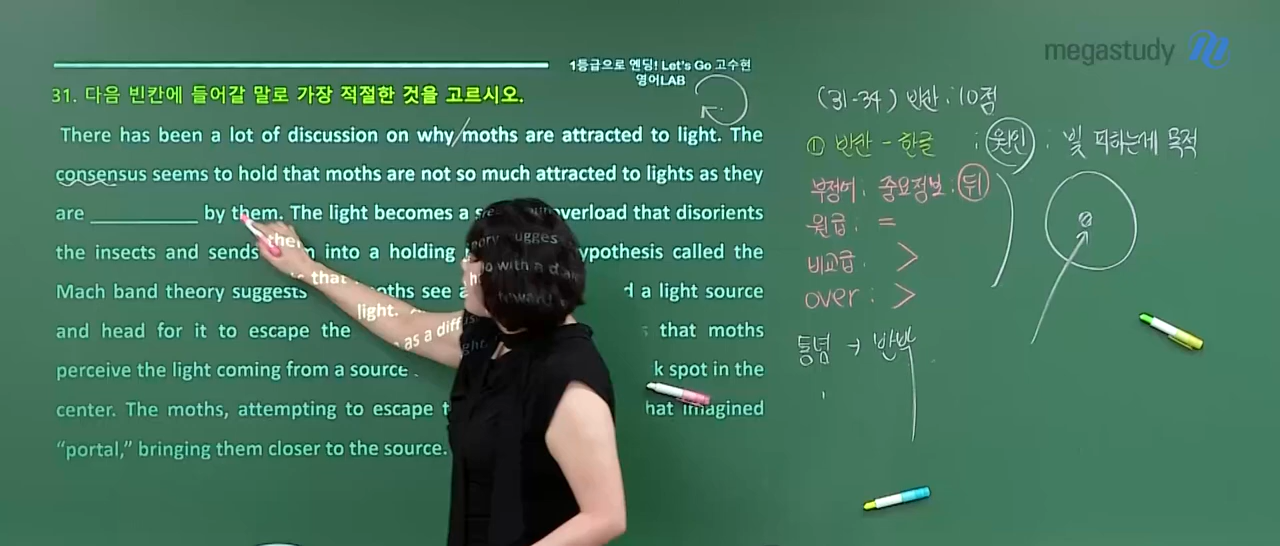 megastudy
1등급으로 엔딩! Let's Go 고수현
영어LAB
31. 다음 빈칸에 들어갈 말로 가장 적절한 것을 고르시오.
There has been a lot of discussion on why moths are attracted to light. The
consensus seems to hold that moths are not so much attracted to lights as they
are __________ by them. The light becomes a overload that disorients
the insects and sends into a holding hypothesis called the
Mach band theory suggests that moths see a a light source
and head for it to escape the light. that moths
perceive the light coming from a source as a spot in the
center. The moths, attempting to escape that imagined
“portal,” bringing them closer to the source.
(31-34) 빈칸 : 10점
① 빈칸 - 한글 : 원인 : 빛 피하는게 목적
부정어 : 중요정보 : 뒤
원급 : =
비교급 : >
over : >
통념 → 반박